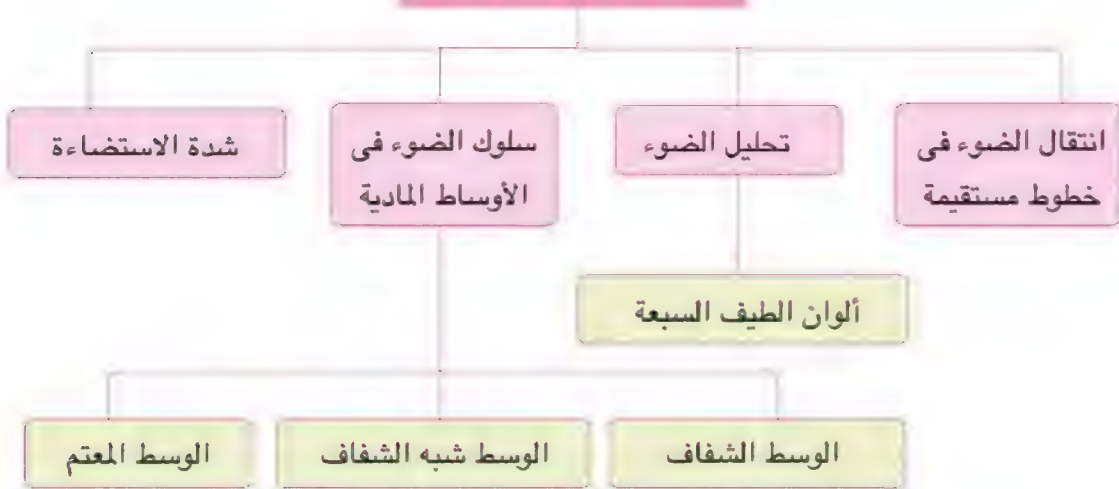 انتقال الضوء فى
خطوط مستقيمة
تحليل الضوء
سلوك الضوء فى
الأوساط المادية
شدة الاستضاءة
ألوان الطيف السبعة
الوسط الشفاف
الوسط شبه الشفاف
الوسط المعتم